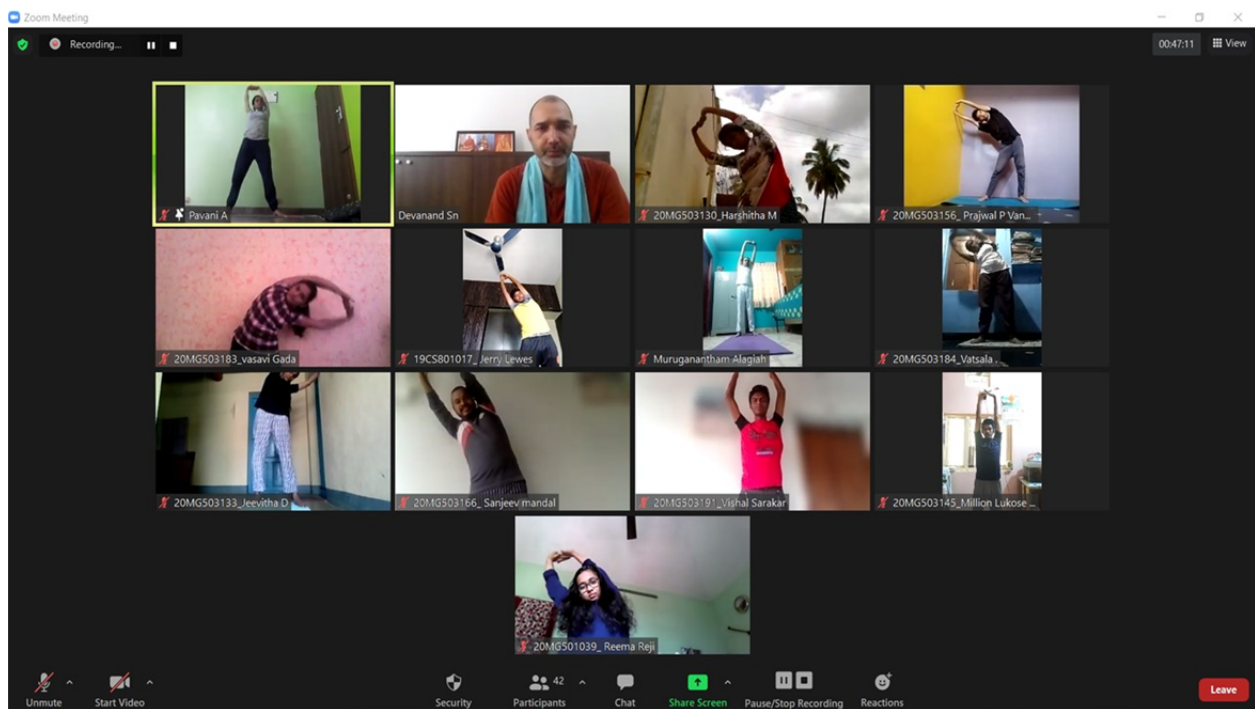 Zoom Meeting
Recording...
00:47:11
View
Pavani A
Devanand Sn
20MG503130_Harshitha M
20MG503156_ Prajwal P Van...
20MG503183_vasavi Gada
19CS801017_ Jerry Lewes
Muruganantham Alagiah
20MG503184_Vatsala .
20MG503133_Jeevitha D
20MG503166_ Sanjeev mandal
20MG503191_Vishal Sarakar
20MG503145_Million Lukose ...
20MG501039_ Reema Reji
Unmute
Start Video
Security
42
Participants
Chat
Share Screen
Pause/Stop Recording
Reactions
Leave